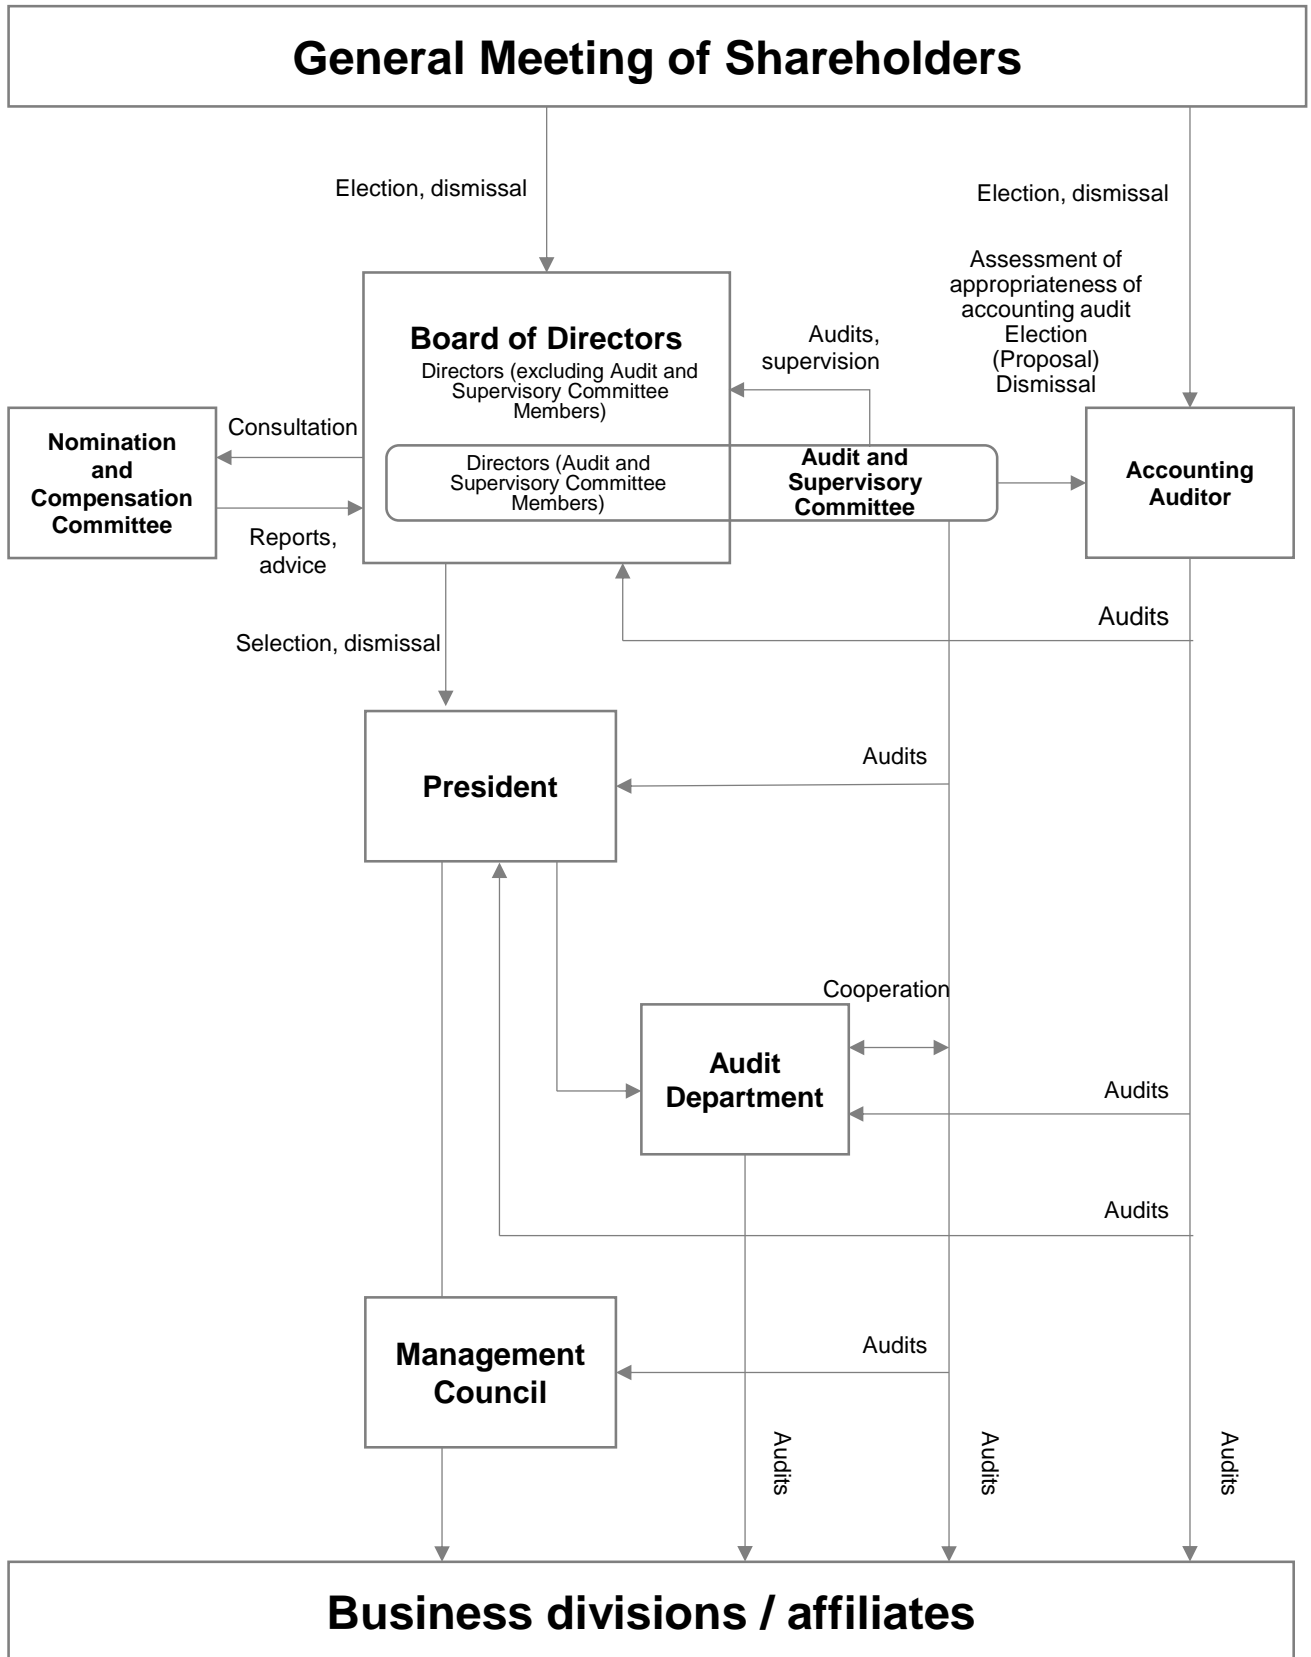 General Meeting of Shareholders
Election, dismissal
Election, dismissal
Assessment of
appropriateness of
accounting audit
Election
(Proposal)
Dismissal
Board of Directors
Directors (excluding Audit and
Supervisory Committee
Members)
Audits,
supervision
Nomination
and
Compensation
Committee
Consultation
Reports,
advice
Directors (Audit and
Supervisory Committee
Members)
Audit and
Supervisory
Committee
Accounting
Auditor
Audits
Selection, dismissal
President
Audits
Cooperation
Audit
Department
Audits
Audits
Management
Council
Audits
Audits
Audits
Audits
Business divisions / affiliates